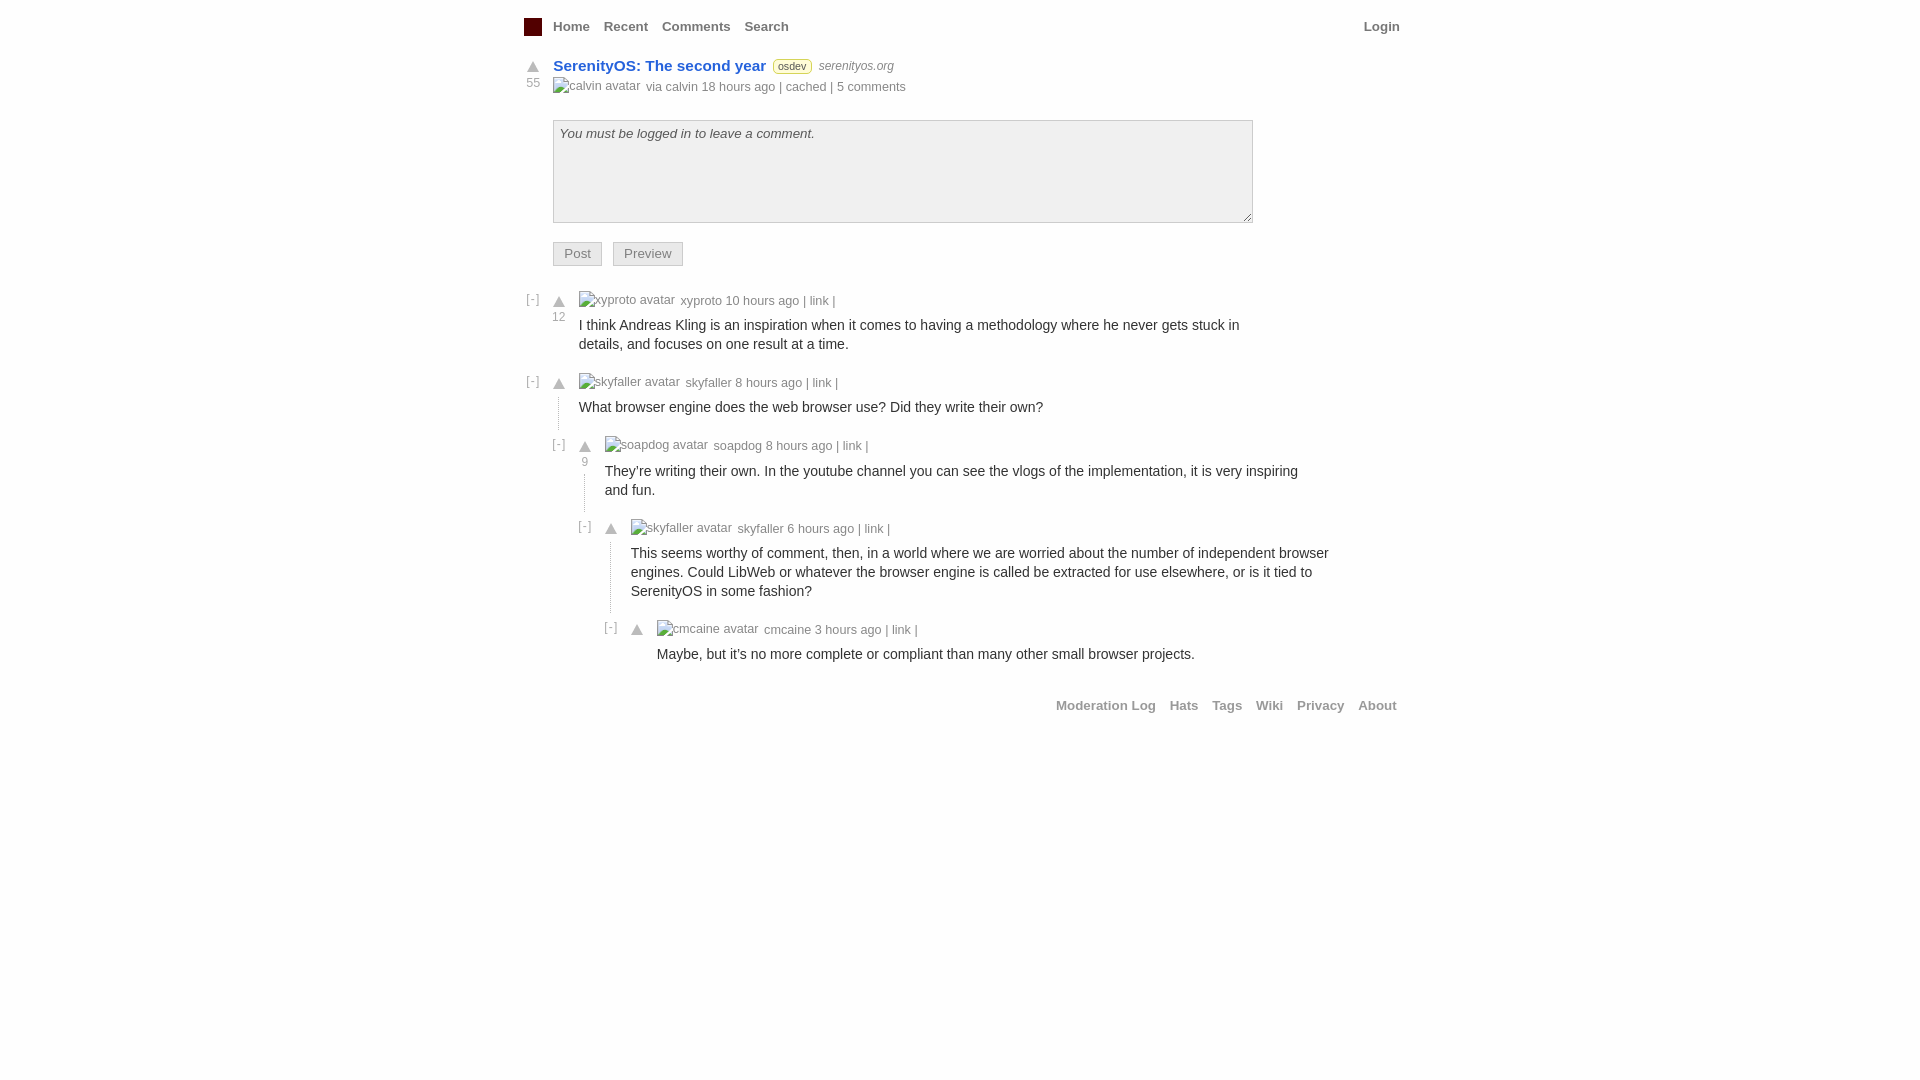 Home Recent Comments Search Login
SerenityOS: The second year osdev serenityos.org
55
calvin avatar via calvin 18 hours ago | cached | 5 comments
You must be logged in to leave a comment.
Post Preview
[-] xyproto avatar xyproto 10 hours ago | link |
12
I think Andreas Kling is an inspiration when it comes to having a methodology where he never gets stuck in
details, and focuses on one result at a time.
[-] skyfaller avatar skyfaller 8 hours ago | link |
What browser engine does the web browser use? Did they write their own?
[-] soapdog avatar soapdog 8 hours ago | link |
9
They’re writing their own. In the youtube channel you can see the vlogs of the implementation, it is very inspiring
and fun.
[-] skyfaller avatar skyfaller 6 hours ago | link |
This seems worthy of comment, then, in a world where we are worried about the number of independent browser
engines. Could LibWeb or whatever the browser engine is called be extracted for use elsewhere, or is it tied to
SerenityOS in some fashion?
[-] cmcaine avatar cmcaine 3 hours ago | link |
Maybe, but it’s no more complete or compliant than many other small browser projects.
Moderation Log Hats Tags Wiki Privacy About